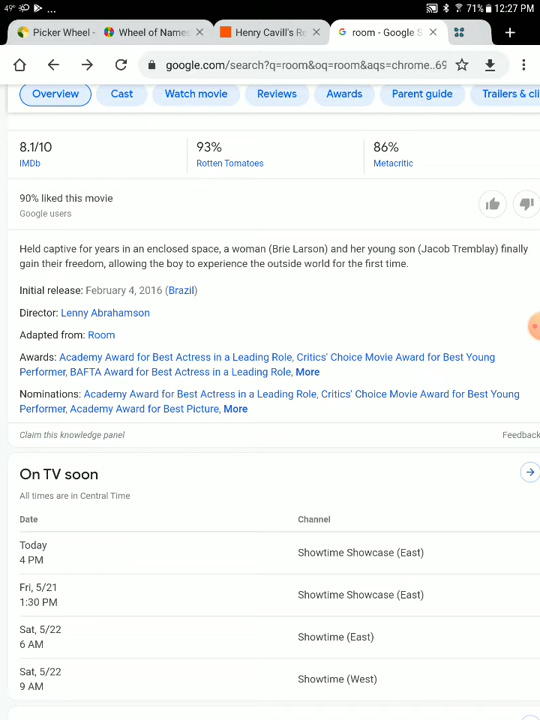 49° ... 71% 12:27 PM
Picker Wheel - Wheel of Names Henry Cavill's Re room - Google S
google.com/search?q=room&oq=room&aqs=chrome..69
Overview Cast Watch movie Reviews Awards Parent guide Trailers & cli
8.1/10 93% 86%
IMDb Rotten Tomatoes Metacritic
90% liked this movie
Google users
Held captive for years in an enclosed space, a woman (Brie Larson) and her young son (Jacob Tremblay) finally
gain their freedom, allowing the boy to experience the outside world for the first time.
Initial release: February 4, 2016 (Brazil)
Director: Lenny Abrahamson
Adapted from: Room
Awards: Academy Award for Best Actress in a Leading Role, Critics' Choice Movie Award for Best Young
Performer, BAFTA Award for Best Actress in a Leading Role, More
Nominations: Academy Award for Best Actress in a Leading Role, Critics' Choice Movie Award for Best Young
Performer, Academy Award for Best Picture, More
Claim this knowledge panel Feedback
On TV soon
All times are in Central Time
Date Channel
Today
4 PM
Showtime Showcase (East)
Fri, 5/21
1:30 PM
Showtime Showcase (East)
Sat, 5/22
6 AM
Showtime (East)
Sat, 5/22
9 AM
Showtime (West)